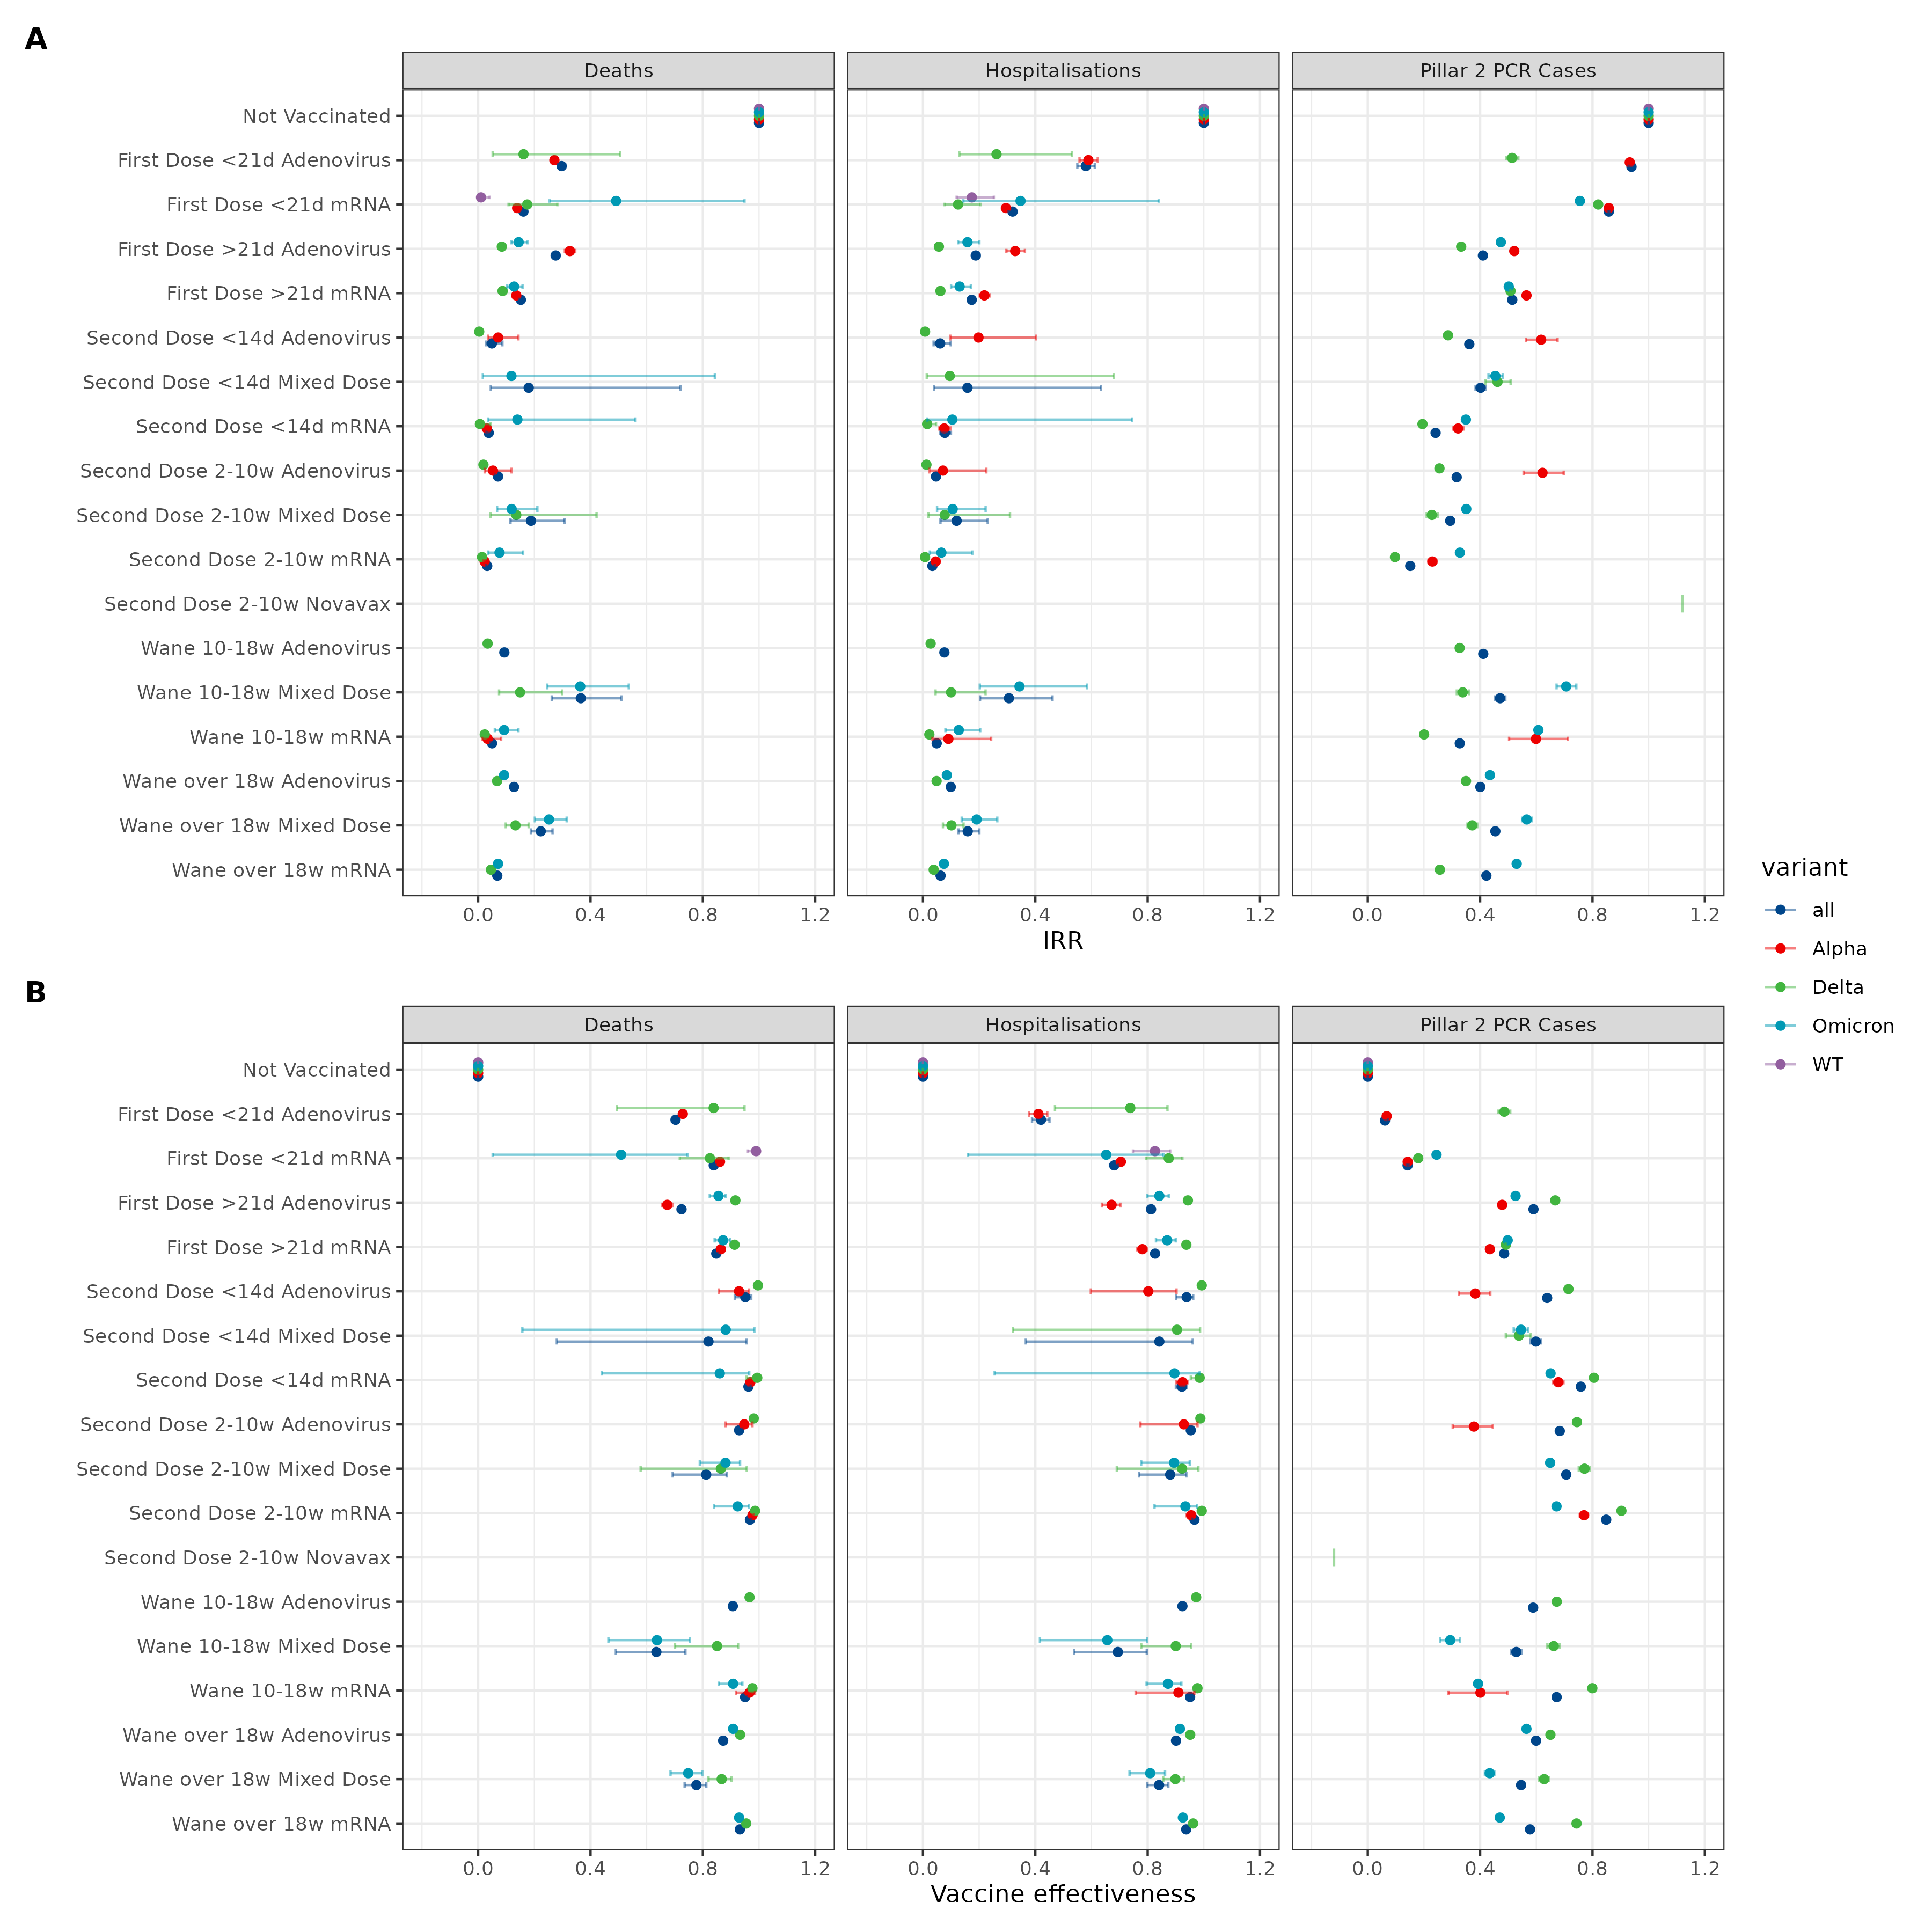 A
Deaths Hospitalisations Pillar 2 PCR Cases
Not Vaccinated
First Dose <21d Adenovirus
First Dose <21d mRNA
First Dose >21d Adenovirus
First Dose >21d mRNA
Second Dose <14d Adenovirus
Second Dose <14d Mixed Dose
Second Dose <14d mRNA
Second Dose 2-10w Adenovirus
Second Dose 2-10w Mixed Dose
Second Dose 2-10w mRNA
Second Dose 2-10w Novavax
Wane 10-18w Adenovirus
Wane 10-18w Mixed Dose
Wane 10-18w mRNA
Wane over 18w Adenovirus
Wane over 18w Mixed Dose
Wane over 18w mRNA
0.0 0.4 0.8 1.2 0.0 0.4 0.8 1.2 0.0 0.4 0.8 1.2
IRR
variant
all
Alpha
Delta
Omicron
WT
B
Deaths Hospitalisations Pillar 2 PCR Cases
Not Vaccinated
First Dose <21d Adenovirus
First Dose <21d mRNA
First Dose >21d Adenovirus
First Dose >21d mRNA
Second Dose <14d Adenovirus
Second Dose <14d Mixed Dose
Second Dose <14d mRNA
Second Dose 2-10w Adenovirus
Second Dose 2-10w Mixed Dose
Second Dose 2-10w mRNA
Second Dose 2-10w Novavax
Wane 10-18w Adenovirus
Wane 10-18w Mixed Dose
Wane 10-18w mRNA
Wane over 18w Adenovirus
Wane over 18w Mixed Dose
Wane over 18w mRNA
0.0 0.4 0.8 1.2 0.0 0.4 0.8 1.2 0.0 0.4 0.8 1.2
Vaccine effectiveness